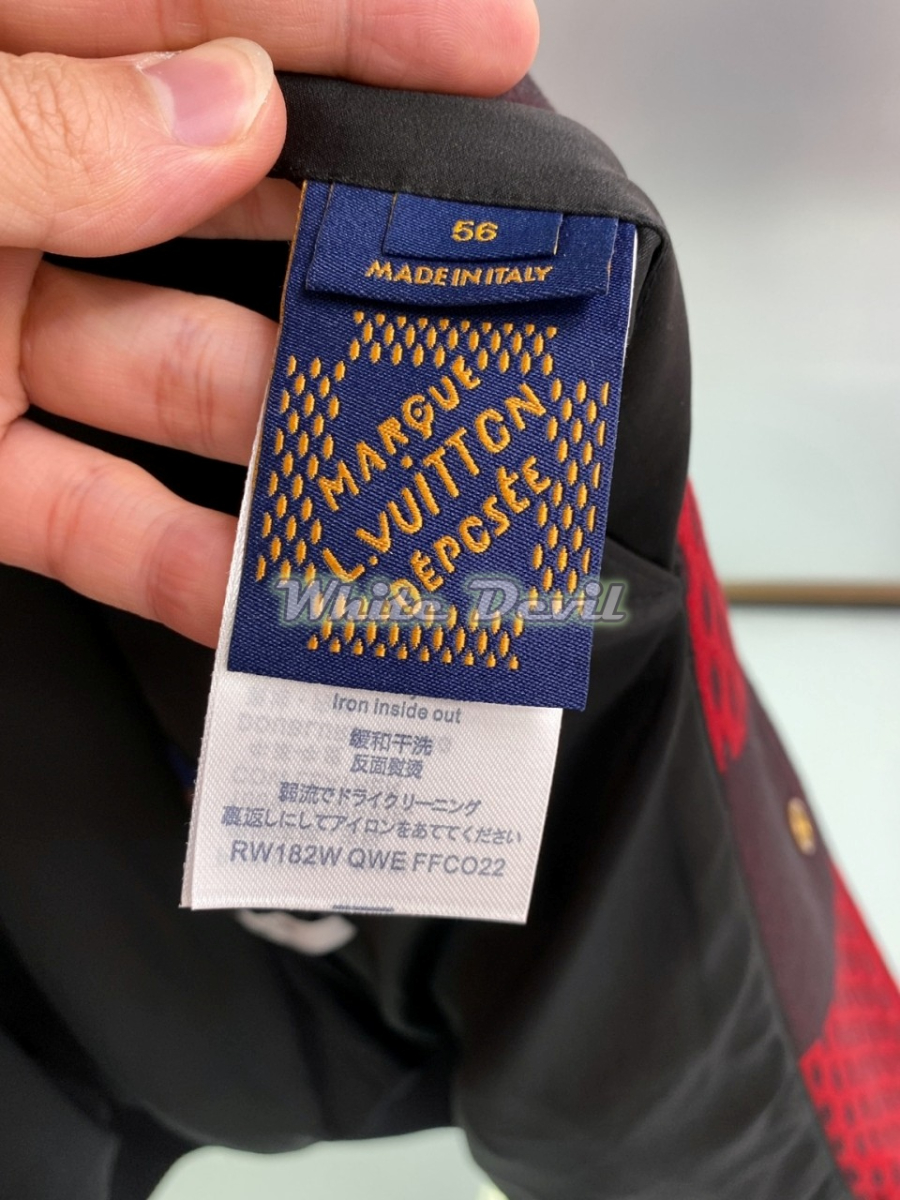 56
MADE IN ITALY
MARQUE
L.VUITTON
DÉPOSÉE
White Devil
Iron inside out
緩和干洗
反面熨烫
弱流でドライクリーニング
裏返しにしてアイロンをあててください
RW182W QWE FFCO22